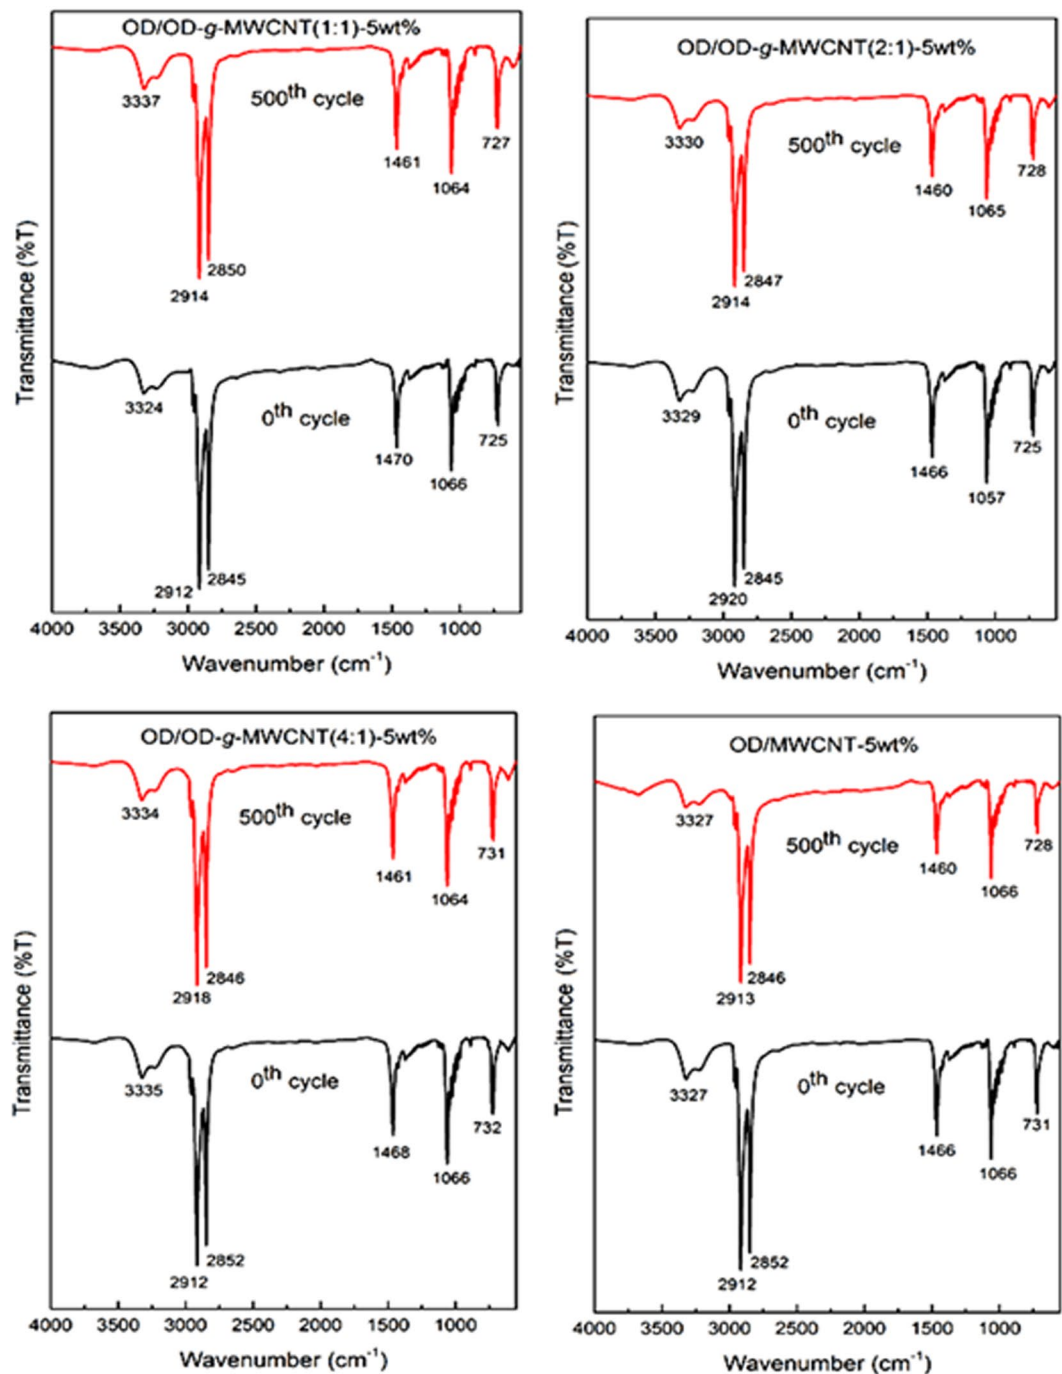 OD/OD-g-MWCNT(1:1)-5wt%
500th cycle
3337
2914
2850
1461
1064
727
0th cycle
3324
2912
2845
1470
1066
725
Transmittance (%T)
4000 3500 3000 2500 2000 1500 1000
Wavenumber (cm-1)
OD/OD-g-MWCNT(2:1)-5wt%
500th cycle
3330
2914
2847
1460
1065
728
0th cycle
3329
2920
2845
1466
1057
725
Transmittance (%T)
4000 3500 3000 2500 2000 1500 1000
Wavenumber (cm-1)
OD/OD-g-MWCNT(4:1)-5wt%
500th cycle
3334
2918
2846
1461
1064
731
0th cycle
3335
2912
2852
1468
1066
732
Transmittance (%T)
4000 3500 3000 2500 2000 1500 1000
Wavenumber (cm-1)
OD/MWCNT-5wt%
500th cycle
3327
2913
2846
1460
1066
728
0th cycle
3327
2912
2852
1466
1066
731
Transmittance (%T)
4000 3500 3000 2500 2000 1500 1000
Wavenumber (cm-1)